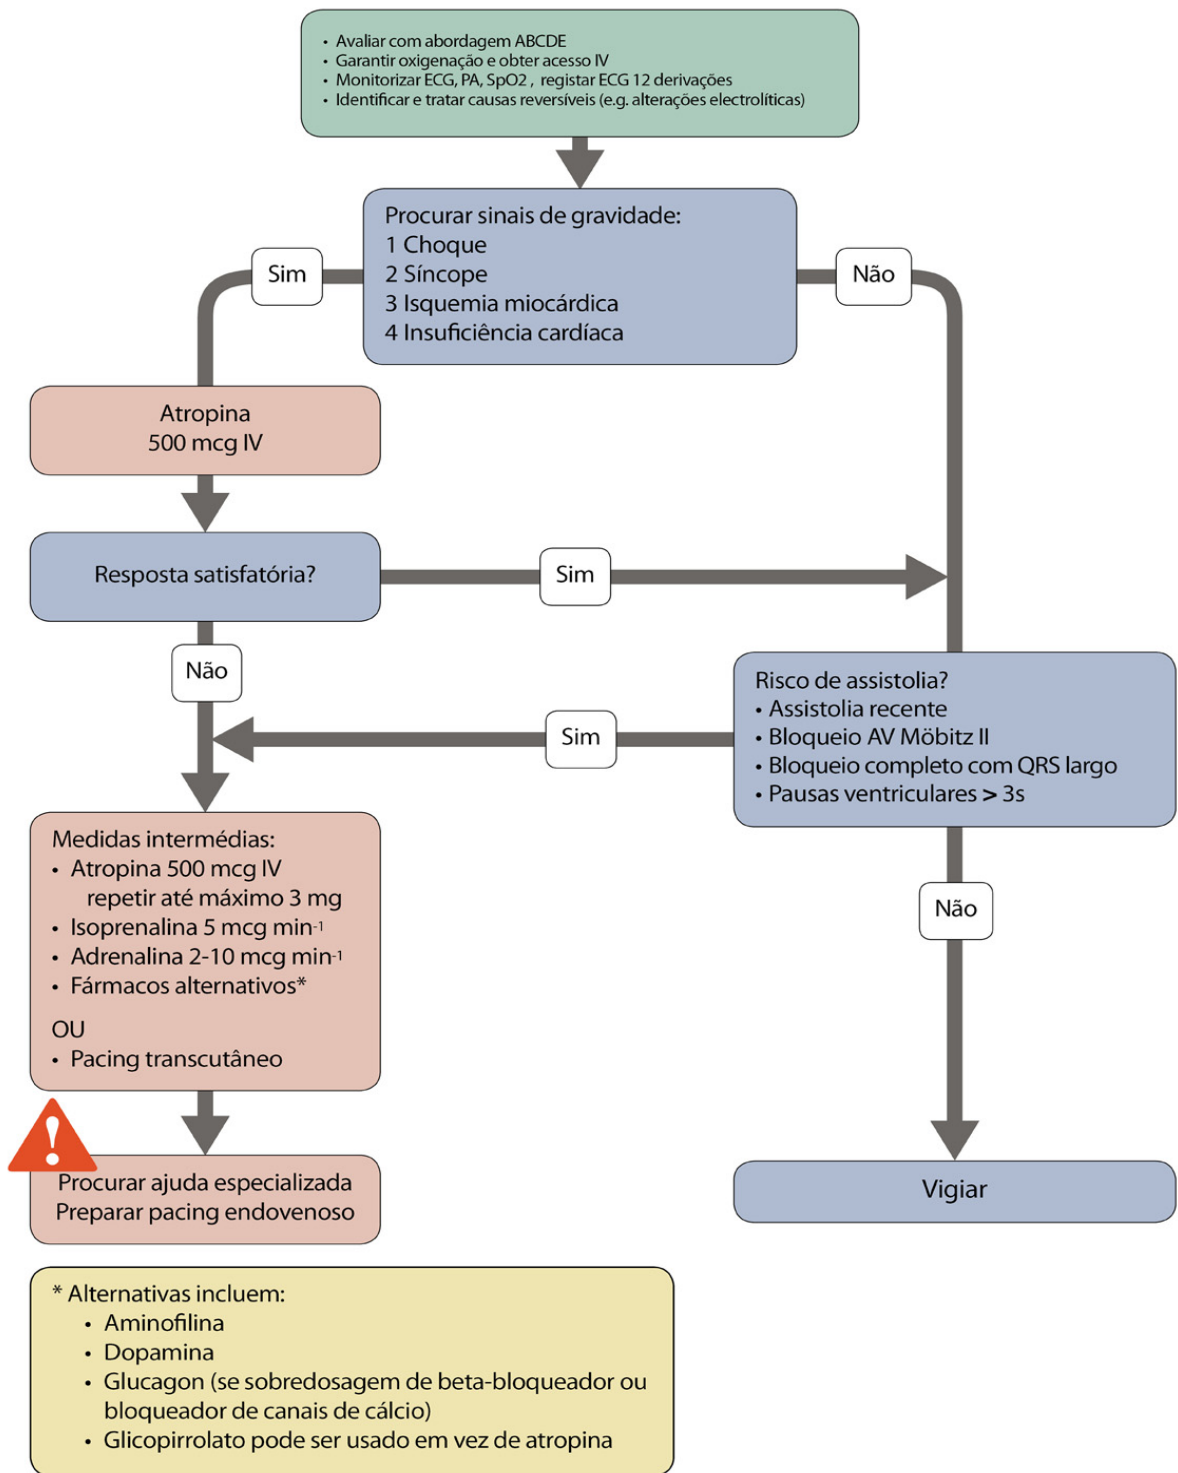 • Avaliar com abordagem ABCDE
• Garantir oxigenação e obter acesso IV
• Monitorizar ECG, PA, SpO2 , registar ECG 12 derivações
• Identificar e tratar causas reversíveis (e.g. alterações electrolíticas)
Procurar sinais de gravidade:
1 Choque
2 Síncope
3 Isquemia miocárdica
4 Insuficiência cardíaca
Sim
Não
Atropina
500 mcg IV
Resposta satisfatória?
Sim
Não
Risco de assistolia?
• Assistolia recente
• Bloqueio AV Möbitz II
• Bloqueio completo com QRS largo
• Pausas ventriculares > 3s
Sim
Não
Medidas intermédias:
• Atropina 500 mcg IV
repetir até máximo 3 mg
• Isoprenalina 5 mcg min-1
• Adrenalina 2-10 mcg min-1
• Fármacos alternativos*
OU
• Pacing transcutâneo
!
Procurar ajuda especializada
Preparar pacing endovenoso
Vigiar
* Alternativas incluem:
• Aminofilina
• Dopamina
• Glucagon (se sobredosagem de beta-bloqueador ou
bloqueador de canais de cálcio)
• Glicopirrolato pode ser usado em vez de atropina